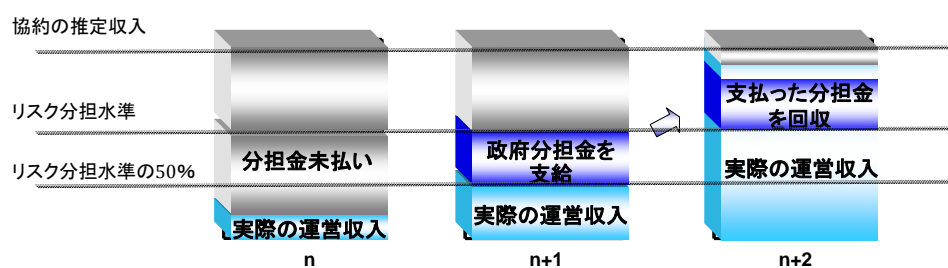 協約の推定収入
リスク分担水準
リスク分担水準の50%
分担金未払い
実際の運営収入
n
政府分担金を
支給
実際の運営収入
n+1
支払った分担金
を回収
実際の運営収入
n+2